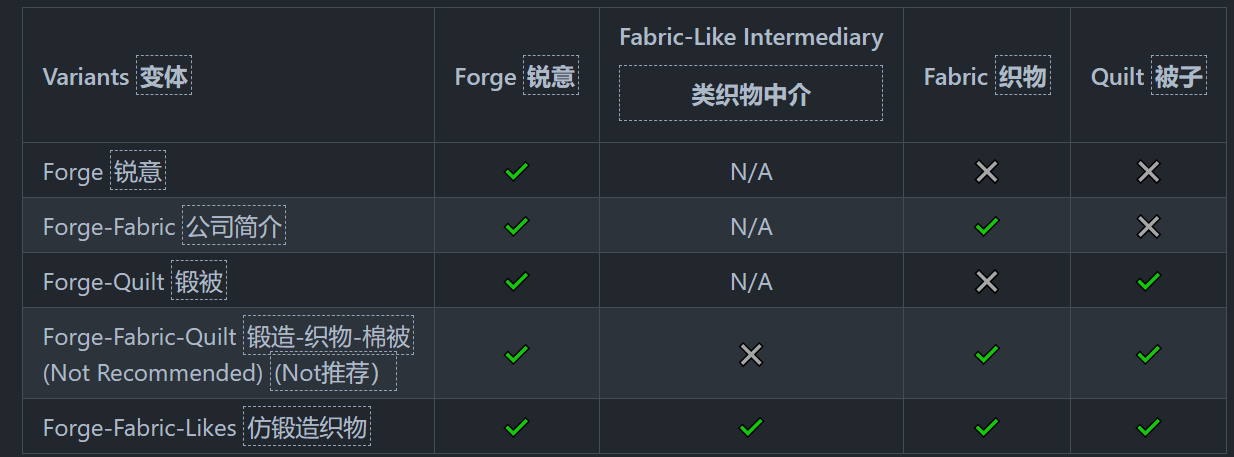 Variants 变体
Forge 锐意
Fabric-Like Intermediary
类织物中介
Fabric 织物
Quilt 被子
Forge 锐意
N/A
Forge-Fabric 公司简介
N/A
Forge-Quilt 锻被
N/A
Forge-Fabric-Quilt 锻造-织物-棉被
(Not Recommended) (Not推荐）
Forge-Fabric-Likes 仿锻造织物